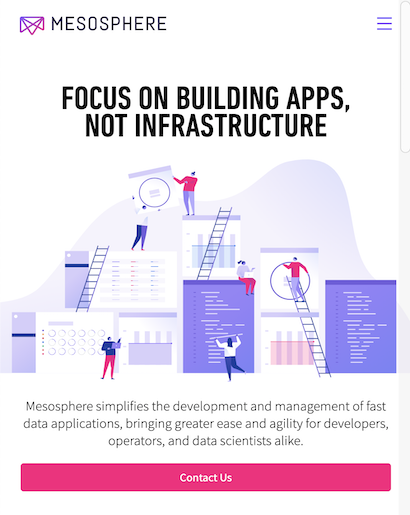 MESOSPHERE
FOCUS ON BUILDING APPS,
NOT INFRASTRUCTURE
Mesosphere simplifies the development and management of fast
data applications, bringing greater ease and agility for developers,
operators, and data scientists alike.
Contact Us